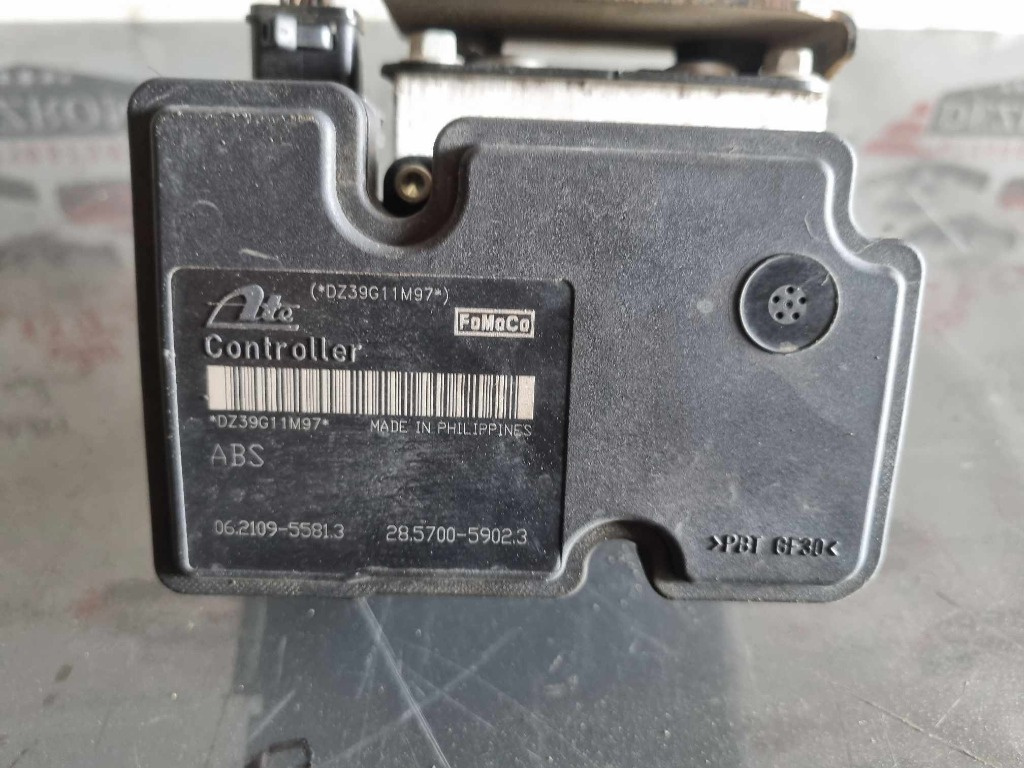 (*DZ39G11M97*)
Ate
FoMoCo
Controller
*DZ39G11M97* MADE IN PHILIPPINES
ABS
06.2109-5581.3 28.5700-5902.3
>PBT GF30<